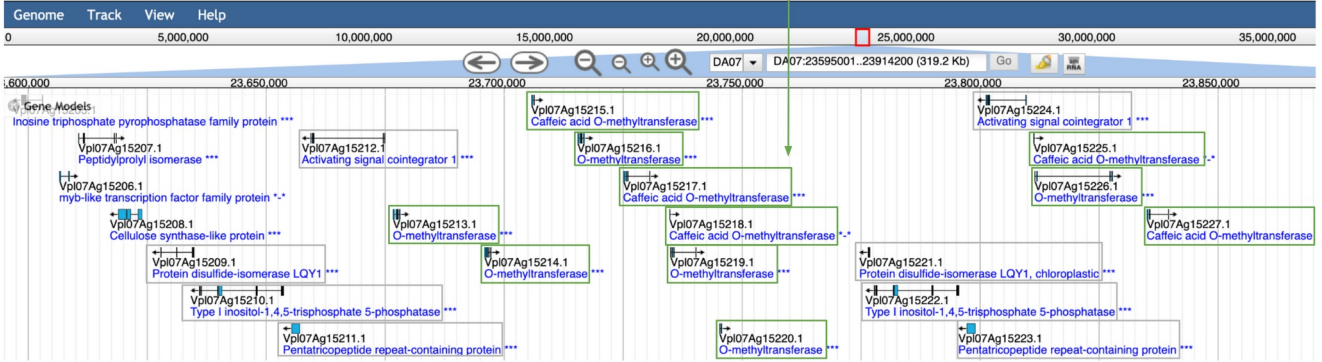 Genome Track View Help
0 5,000,000 10,000,000 15,000,000 20,000,000 25,000,000 30,000,000 35,000,000
DA07 DA07:23595001..23914200 (319.2 Kb) Go RNA
:.600,000 23,650,000 23,700,000 23,750,000 23,800,000 23,850,000
Gene Models
Inosine triphosphate pyrophosphatase family protein ***
Vpl07Ag15215.1
Caffeic acid O-methyltransferase ***
Vpl07Ag15224.1
Activating signal cointegrator 1 ***
Vpl07Ag15207.1
Peptidylprolyl isomerase ***
Vpl07Ag15212.1
Activating signal cointegrator 1 ***
Vpl07Ag15216.1
O-methyltransferase ***
Vpl07Ag15225.1
Caffeic acid O-methyltransferase *-*
Vpl07Ag15206.1
myb-like transcription factor family protein *-*
Vpl07Ag15217.1
Caffeic acid O-methyltransferase ***
Vpl07Ag15226.1
O-methyltransferase ***
Vpl07Ag15208.1
Cellulose synthase-like protein ***
Vpl07Ag15213.1
O-methyltransferase ***
Vpl07Ag15218.1
Caffeic acid O-methyltransferase *-*
Vpl07Ag15227.1
Caffeic acid O-methyltransferase
Vpl07Ag15209.1
Protein disulfide-isomerase LQY1 ***
Vpl07Ag15214.1
O-methyltransferase ***
Vpl07Ag15219.1
O-methyltransferase ***
Vpl07Ag15221.1
Protein disulfide-isomerase LQY1, chloroplastic ***
Vpl07Ag15210.1
Type I inositol-1,4,5-trisphosphate 5-phosphatase ***
Vpl07Ag15222.1
Type I inositol-1,4,5-trisphosphate 5-phosphatase ***
Vpl07Ag15211.1
Pentatricopeptide repeat-containing protein ***
Vpl07Ag15220.1
O-methyltransferase ***
Vpl07Ag15223.1
Pentatricopeptide repeat-containing protein ***